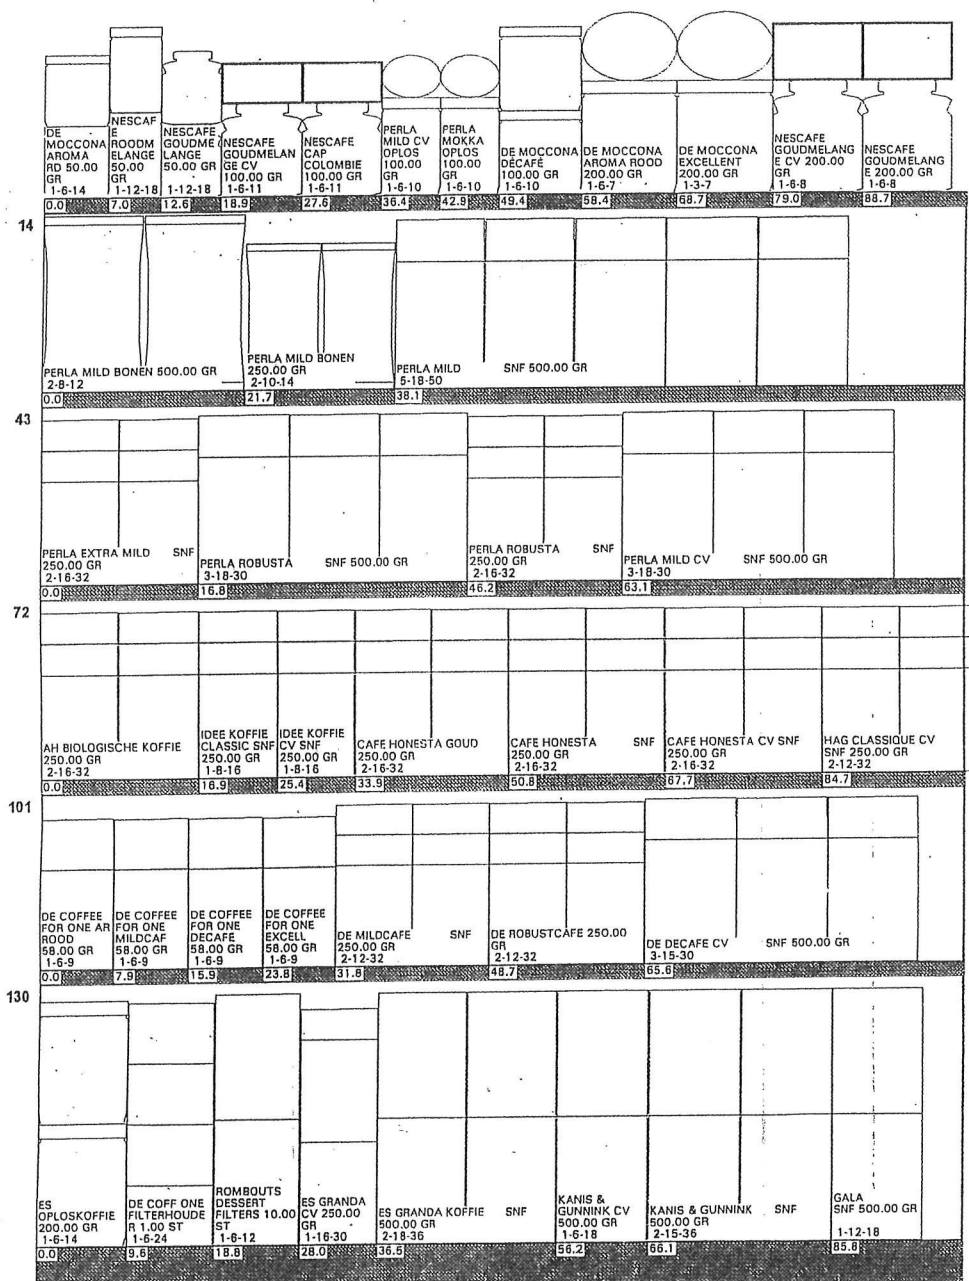 DE
MOCCONA
AROMA
RD 50.00
GR
1-6-14
NESCAF
E
ROODM
ELANGE
50.00
GR
1-12-18
NESCAFE
GOUDME
LANGE
50.00 GR
1-12-18
NESCAFE
GOUDMELAN
GE CV
100.00 GR
1-6-11
NESCAFE
CAP
COLOMBIE
100.00 GR
1-6-11
PERLA
MILD CV
OPLOS
100.00
GR
1-6-10
PERLA
MOKKA
OPLOS
100.00
GR
1-6-10
DE MOCCONA
DÉCAFÉ
100.00 GR
1-6-10
DE MOCCONA
AROMA ROOD
200.00 GR
1-6-7
DE MOCCONA
EXCELLENT
200.00 GR
1-3-7
NESCAFE
GOUDMELANG
E CV 200.00
GR
1-6-8
NESCAFE
GOUDMELANG
E 200.00 GR
1-6-8
0.0 7.0 12.6 18.9 27.6 36.4 42.9 49.4 58.4 68.7 79.0 88.7
14
PERLA MILD BONEN 500.00 GR
2-8-12
PERLA MILD BONEN
250.00 GR
2-10-14
PERLA MILD SNF 500.00 GR
5-18-50
0.0 21.7 38.1
43
PERLA EXTRA MILD SNF
250.00 GR
2-16-32
PERLA ROBUSTA SNF 500.00 GR
3-18-30
PERLA ROBUSTA SNF
250.00 GR
2-16-32
PERLA MILD CV SNF 500.00 GR
3-18-30
0.0 16.8 46.2 63.1
72
AH BIOLOGISCHE KOFFIE
250.00 GR
2-16-32
IDEE KOFFIE
CLASSIC SNF
250.00 GR
1-8-16
IDEE KOFFIE
CV SNF
250.00 GR
1-8-16
CAFE HONESTA GOUD
250.00 GR
2-16-32
CAFE HONESTA SNF
250.00 GR
2-16-32
CAFE HONESTA CV SNF
250.00 GR
2-16-32
HAG CLASSIQUE CV
SNF 250.00 GR
2-12-32
0.0 16.9 25.4 33.9 50.8 67.7 84.7
101
DE COFFEE
FOR ONE AR
ROOD
58.00 GR
1-6-9
DE COFFEE
FOR ONE
MILDCAF
58.00 GR
1-6-9
DE COFFEE
FOR ONE
DECAFE
58.00 GR
1-6-9
DE COFFEE
FOR ONE
EXCELL
58.00 GR
1-6-9
DE MILDCAFE SNF
250.00 GR
2-12-32
DE ROBUSTCAFE 250.00
GR
2-12-32
DE DECAFE CV SNF 500.00 GR
3-15-30
0.0 7.9 15.9 23.8 31.8 48.7 65.6
130
ES
OPLOSKOFFIE
200.00 GR
1-6-14
DE COFF ONE
FILTERHOUDE
R 1.00 ST
1-6-24
ROMBOUTS
DESSERT
FILTERS 10.00
ST
1-6-12
ES GRANDA
CV 250.00
GR
1-16-30
ES GRANDA KOFFIE SNF
500.00 GR
2-18-36
KANIS &
GUNNINK CV
500.00 GR
1-6-18
KANIS & GUNNINK SNF
500.00 GR
2-15-36
GALA
SNF 500.00 GR
1-12-18
0.0 9.6 18.8 28.0 36.5 56.2 66.1 85.8